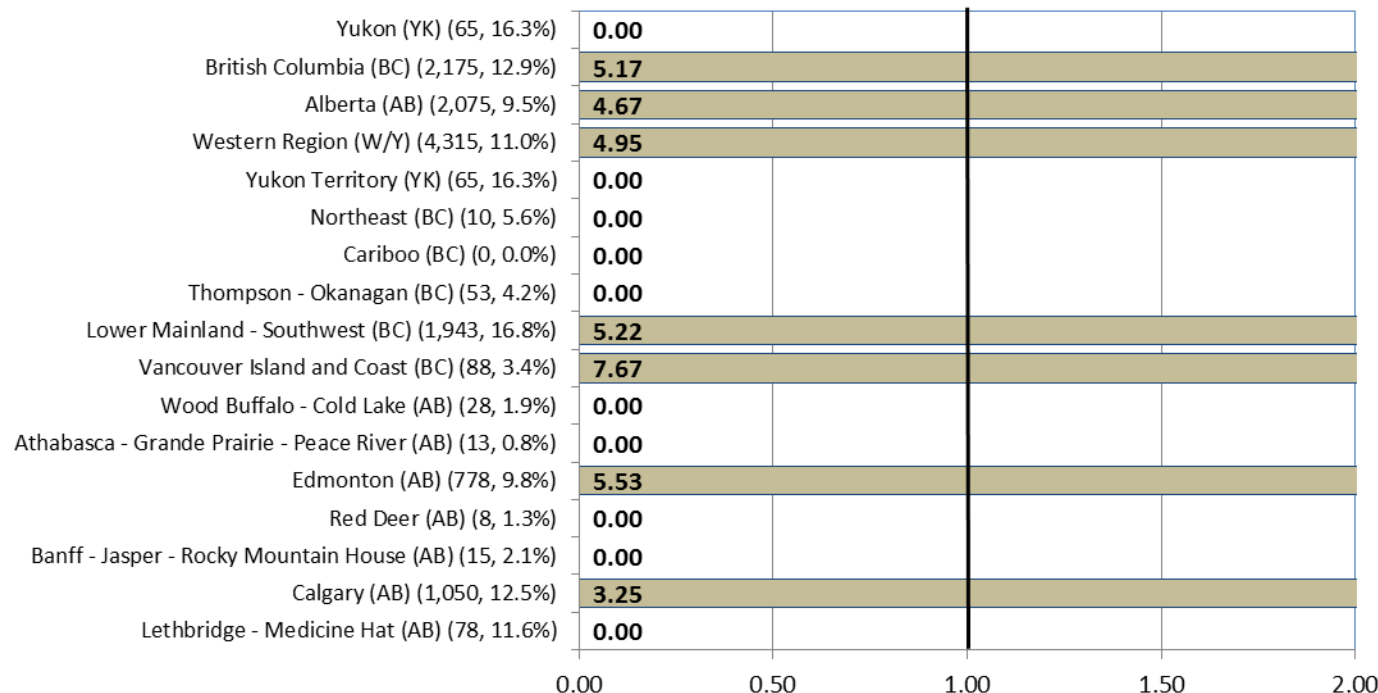 Yukon (YK) (65, 16.3%) 0.00
British Columbia (BC) (2,175, 12.9%) 5.17
Alberta (AB) (2,075, 9.5%) 4.67
Western Region (W/Y) (4,315, 11.0%) 4.95
Yukon Territory (YK) (65, 16.3%) 0.00
Northeast (BC) (10, 5.6%) 0.00
Cariboo (BC) (0, 0.0%) 0.00
Thompson - Okanagan (BC) (53, 4.2%) 0.00
Lower Mainland - Southwest (BC) (1,943, 16.8%) 5.22
Vancouver Island and Coast (BC) (88, 3.4%) 7.67
Wood Buffalo - Cold Lake (AB) (28, 1.9%) 0.00
Athabasca - Grande Prairie - Peace River (AB) (13, 0.8%) 0.00
Edmonton (AB) (778, 9.8%) 5.53
Red Deer (AB) (8, 1.3%) 0.00
Banff - Jasper - Rocky Mountain House (AB) (15, 2.1%) 0.00
Calgary (AB) (1,050, 12.5%) 3.25
Lethbridge - Medicine Hat (AB) (78, 11.6%) 0.00
0.00 0.50 1.00 1.50 2.00